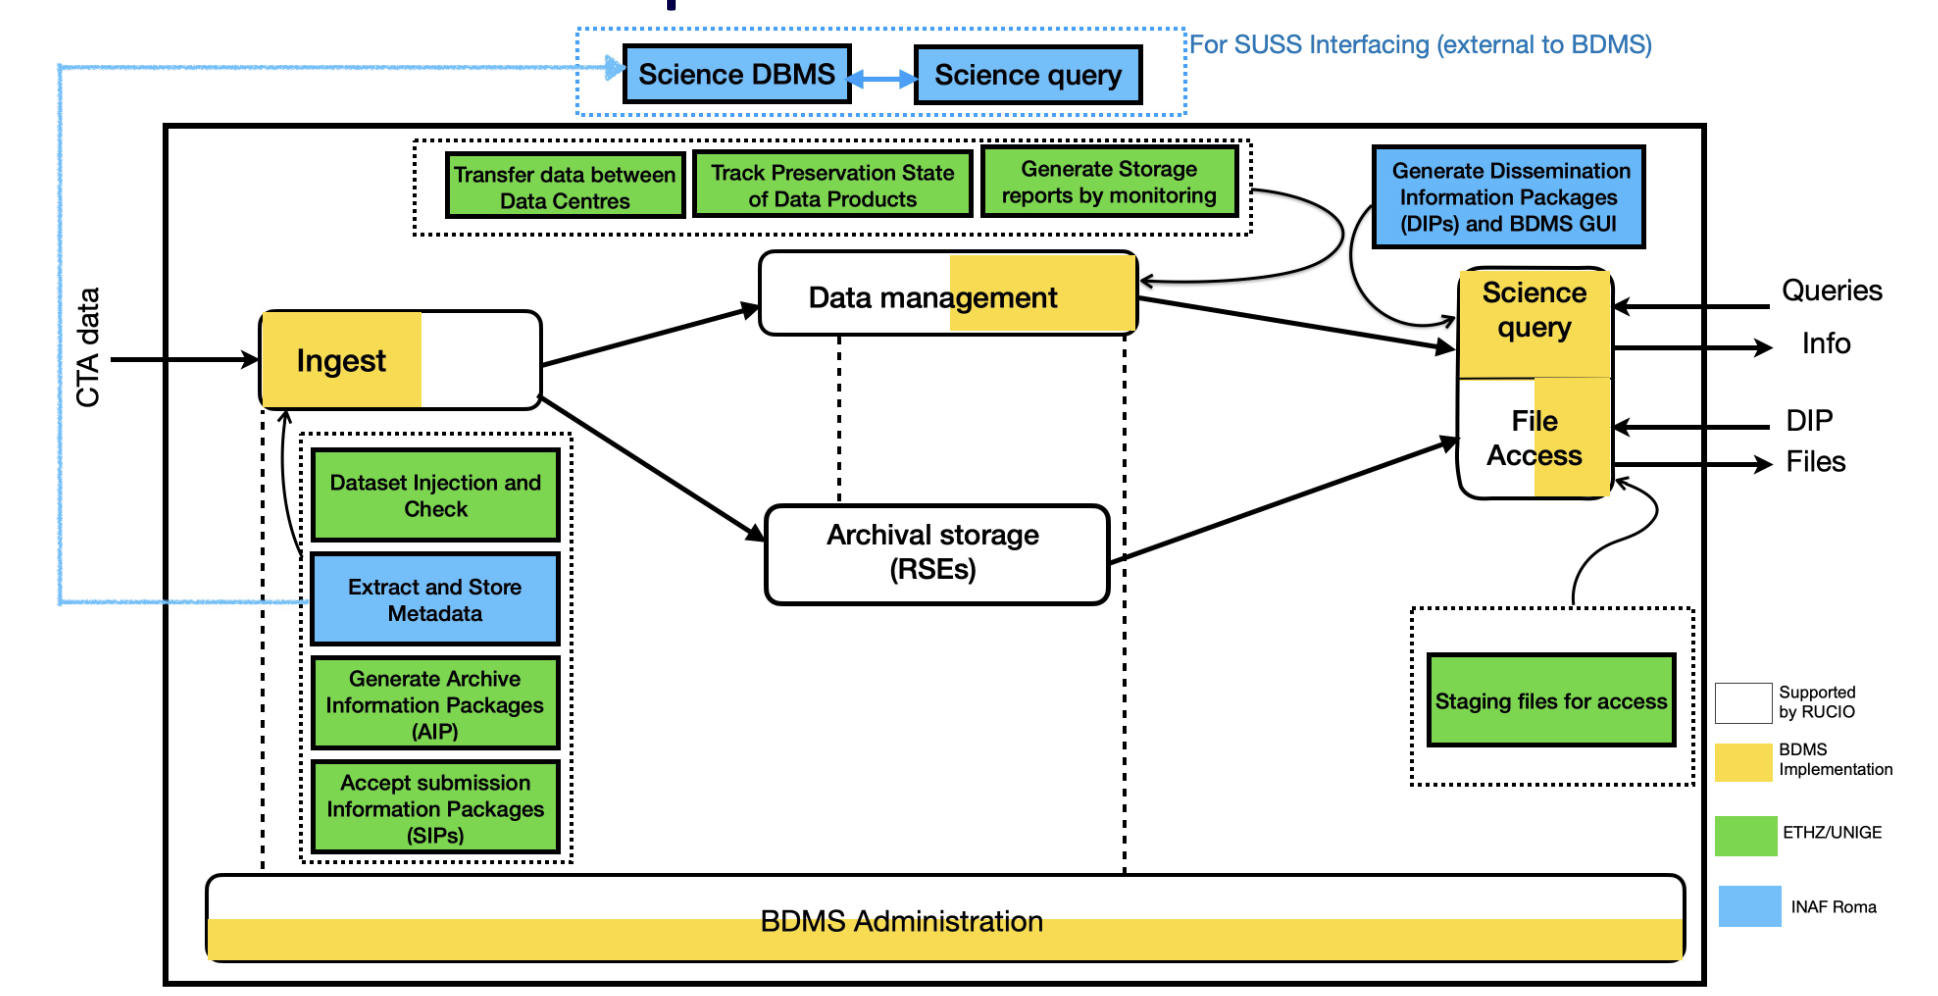 For SUSS Interfacing (external to BDMS)
Science DBMS
Science query
Transfer data between
Data Centres
Track Preservation State
of Data Products
Generate Storage
reports by monitoring
Generate Dissemination
Information Packages
(DIPs) and BDMS GUI
CTA data
Ingest
Data management
Science
query
File
Access
Queries
Info
DIP
Files
Dataset Injection and
Check
Extract and Store
Metadata
Generate Archive
Information Packages
(AIP)
Accept submission
Information Packages
(SIPs)
Archival storage
(RSEs)
Staging files for access
BDMS Administration
Supported
by RUCIO
BDMS
Implementation
ETHZ/UNIGE
INAF Roma